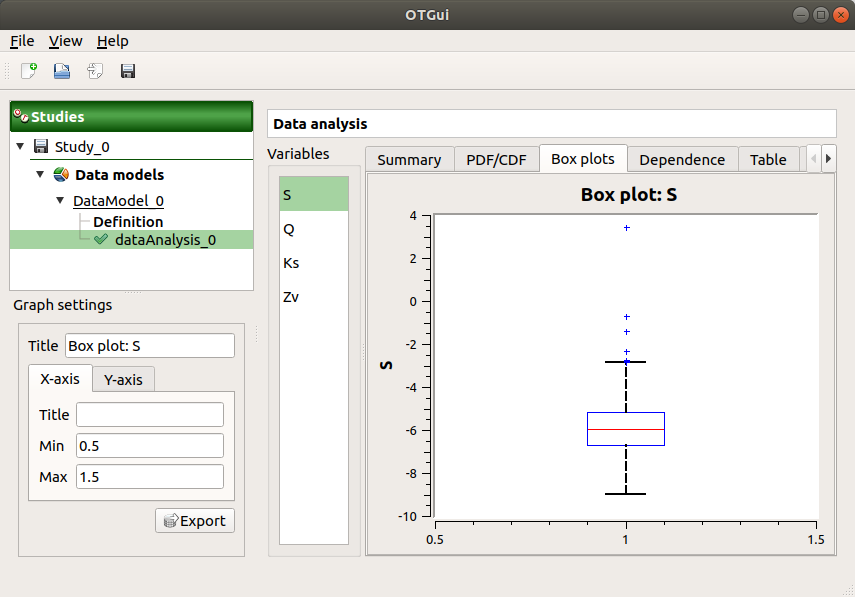 OTGui
File View Help
Studies
Study_0
Data models
DataModel_0
Definition
dataAnalysis_0
Graph settings
Title Box plot: S
X-axis Y-axis
Title
Min 0.5
Max 1.5
Export
Data analysis
Variables
S
Q
Ks
Zv
Summary PDF/CDF Box plots Dependence Table
Box plot: S
4
2
0
-2
-4
-6
-8
-10
S
0.5 1 1.5